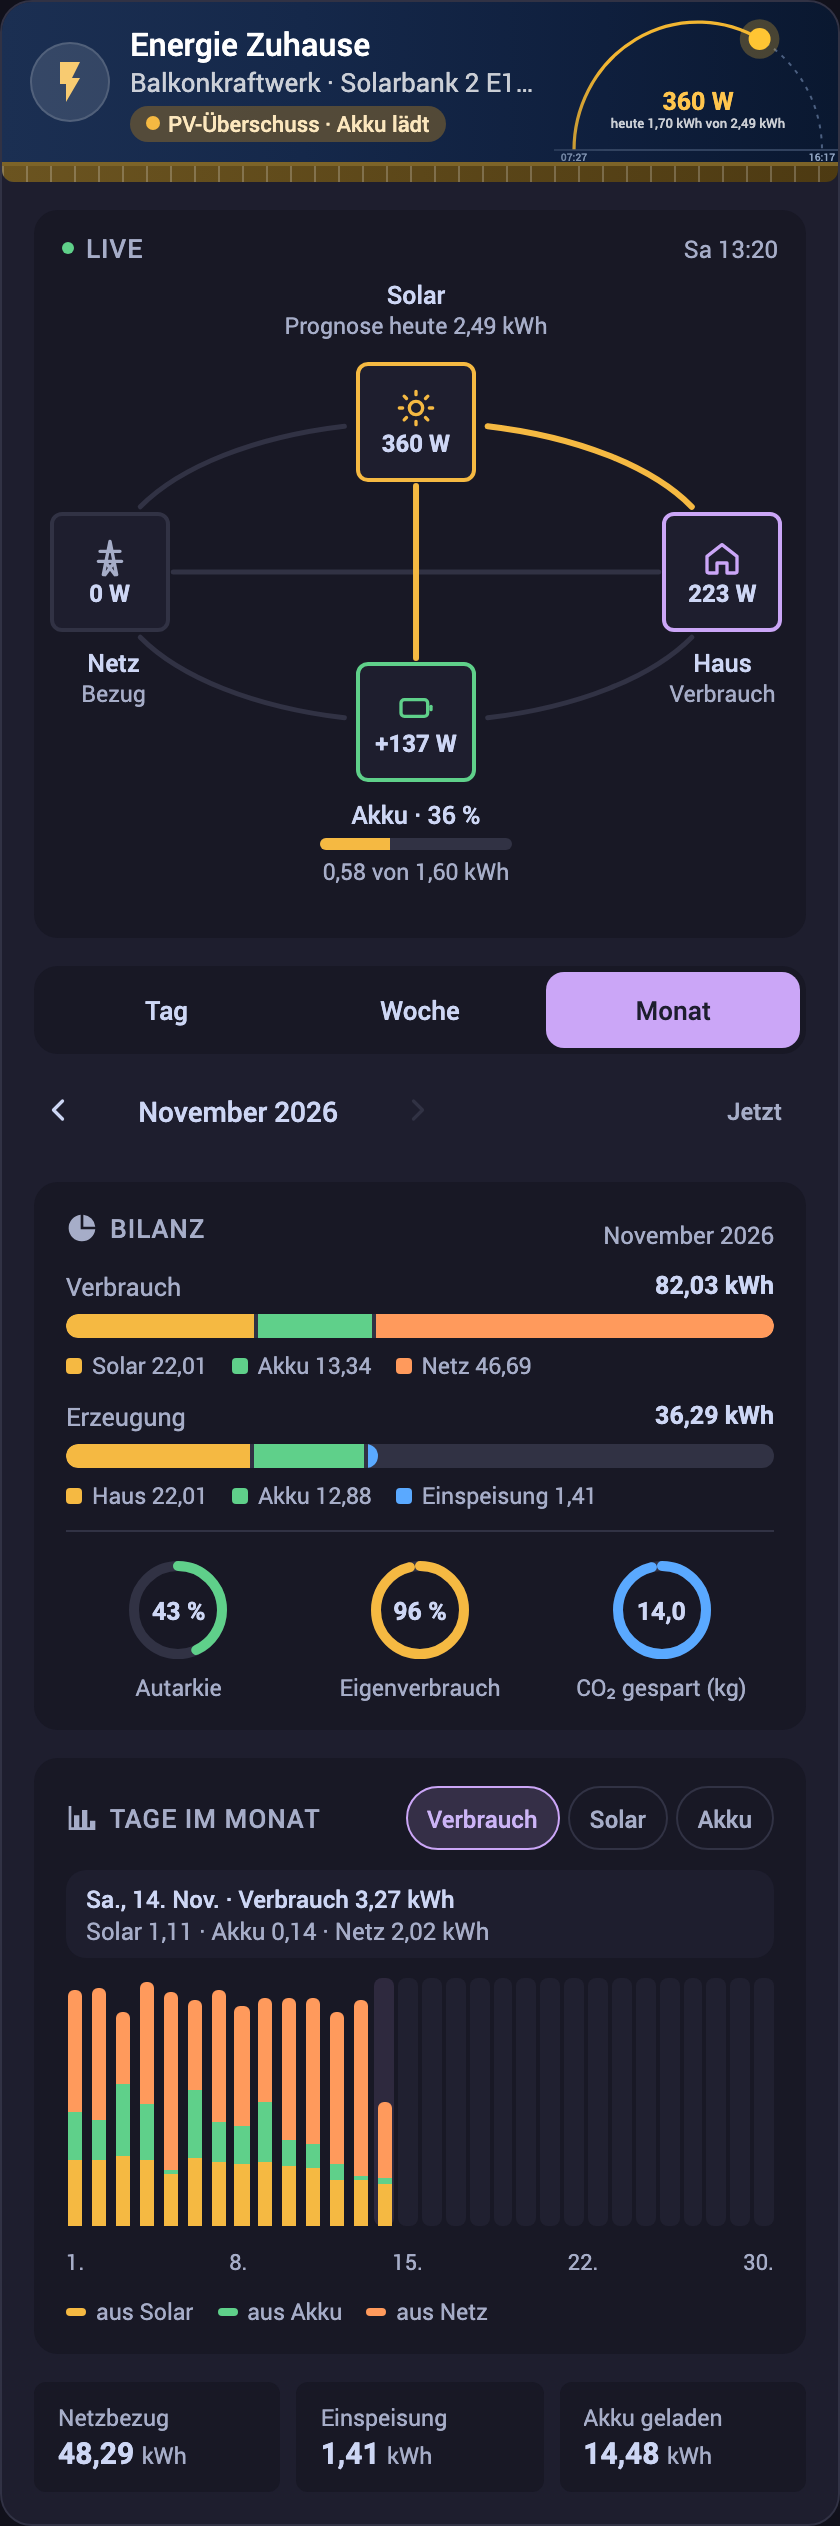 Energie Zuhause
Balkonkraftwerk · Solarbank 2 E1…
PV-Überschuss · Akku lädt
360 W
heute 1,70 kWh von 2,49 kWh
07:27
16:17
LIVE
Sa 13:20
Solar
Prognose heute 2,49 kWh
360 W
0 W
223 W
Netz
Bezug
Haus
Verbrauch
+137 W
Akku · 36 %
0,58 von 1,60 kWh
Tag
Woche
Monat
November 2026
Jetzt
BILANZ
November 2026
Verbrauch
82,03 kWh
Solar 22,01
Akku 13,34
Netz 46,69
Erzeugung
36,29 kWh
Haus 22,01
Akku 12,88
Einspeisung 1,41
43 %
96 %
14,0
Autarkie
Eigenverbrauch
CO₂ gespart (kg)
TAGE IM MONAT
Verbrauch
Solar
Akku
Sa., 14. Nov. · Verbrauch 3,27 kWh
Solar 1,11 · Akku 0,14 · Netz 2,02 kWh
1.
8.
15.
22.
30.
aus Solar
aus Akku
aus Netz
Netzbezug
48,29 kWh
Einspeisung
1,41 kWh
Akku geladen
14,48 kWh